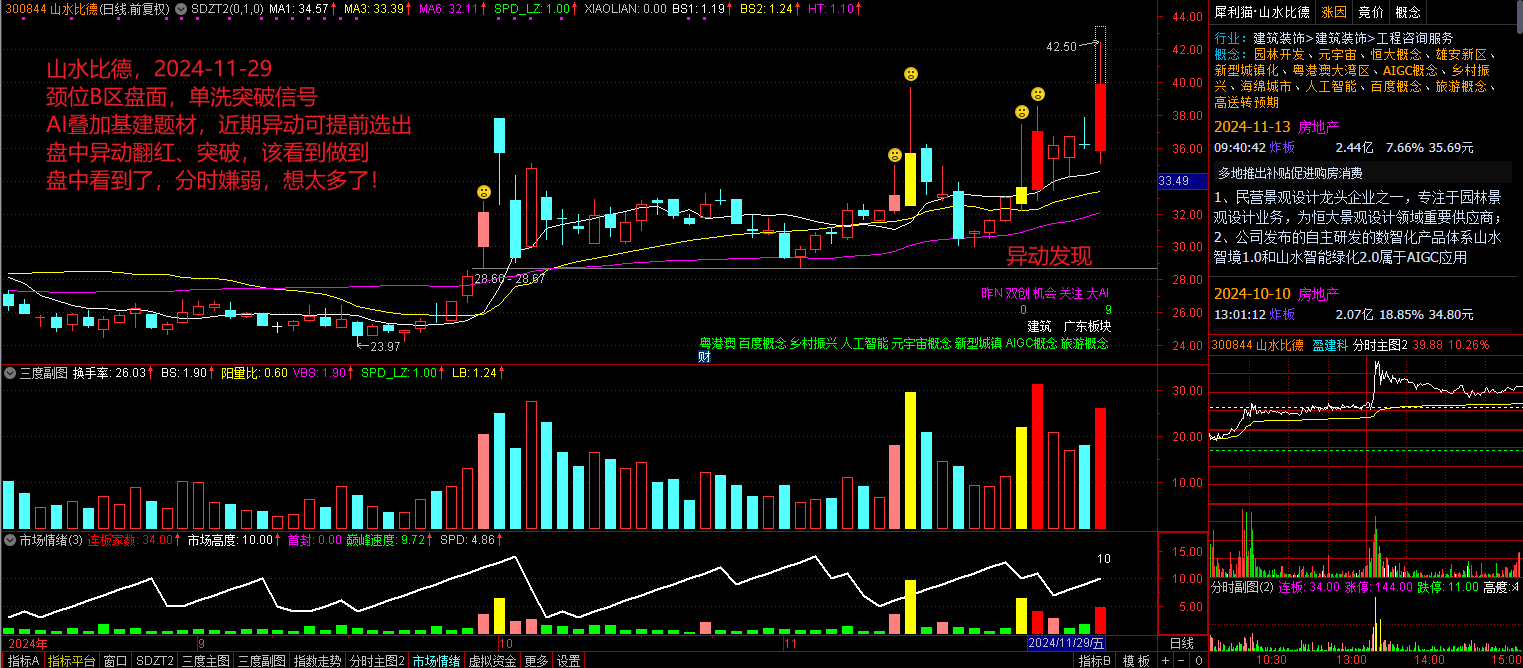 300844 山水比德(日线.前复权) SDZT2(0,1,0) MA1: 34.57↑ MA3: 33.39↑ MA6: 32.11↑ SPD_LZ: 1.00↑ XIAOLIAN: 0.00 BS1: 1.19↑ BS2: 1.24↑ HT: 1.10↑
山水比德，2024-11-29
颈位B区盘面，单洗突破信号
AI叠加基建题材，近期异动可提前选出
盘中异动翻红、突破，该看到做到
盘中看到了，分时嫌弱，想太多了！
42.50
28.60-28.67
23.97
异动发现
昨N 双创 机会 关注 大AI
0 9
建筑 广东板块
粤港澳 百度概念 乡村振兴 人工智能 元宇宙概念 新型城镇 AIGC概念 旅游概念
财
44.00
42.00
40.00
38.00
36.00
33.49
32.00
30.00
28.00
26.00
24.00
三度副图 换手率: 26.03↑ BS: 1.90↑ 阳量比: 0.60 VBS: 1.90↑ SPD_LZ: 1.00↑ LB: 1.24↑
30.00
20.00
10.00
市场情绪(3) 连板家数: 34.00↑ 市场高度: 10.00↑ 首封: 0.00 巅峰速度: 9.72↑ SPD: 4.86↑
10
15.00
10.00
5.00
2024年 9 10 11 2024/11/29/五 日线
指标A 指标平台 窗口 SDZT2 三度主图 三度副图 指数走势 分时主图2 市场情绪 虚拟资金 更多 设置 指标B 模板 + - 0
犀利猫·山水比德 涨因 竞价 概念
行业: 建筑装饰>建筑装饰>工程咨询服务
概念: 园林开发、元宇宙、恒大概念、雄安新区、
新型城镇化、粤港澳大湾区、AIGC概念、乡村振
兴、海绵城市、人工智能、百度概念、旅游概念、
高送转预期
2024-11-13 房地产
09:40:42 炸板 2.44亿 7.66% 35.69元
多地推出补贴促进购房消费
1、民营景观设计龙头企业之一，专注于园林景
观设计业务，为恒大景观设计领域重要供应商；
2、公司发布的自主研发的数智化产品体系山水
智境1.0和山水智能绿化2.0属于AIGC应用
2024-10-10 房地产
13:01:12 炸板 2.07亿 18.85% 34.80元
300844 山水比德 盈建科 分时主图2 39.88 10.26%
分时副图(2) 连板: 34.00 涨停: 144.00 跌停: 11.00 高度:
10:30 13:00 14:00 15:00